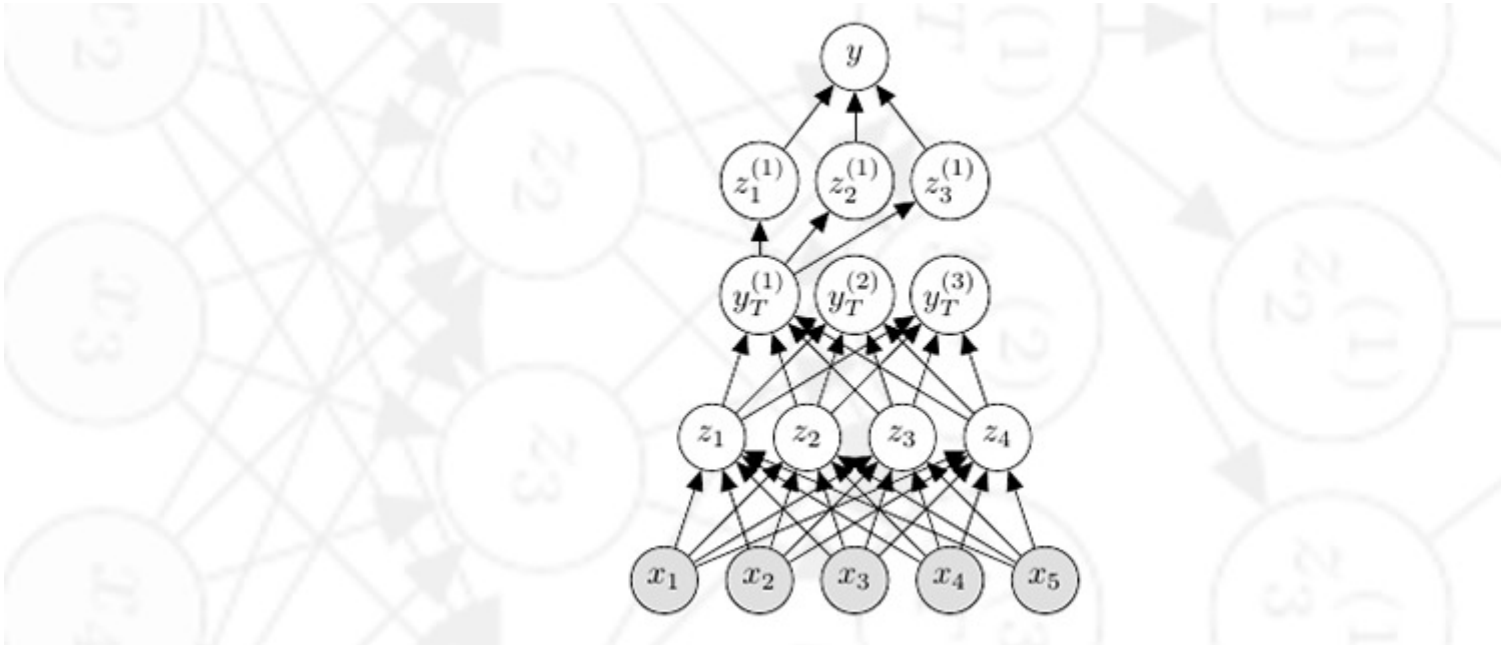 y
z_1^{(1)} z_2^{(1)} z_3^{(1)}
y_T^{(1)} y_T^{(2)} y_T^{(3)}
z_1 z_2 z_3 z_4
x_1 x_2 x_3 x_4 x_5